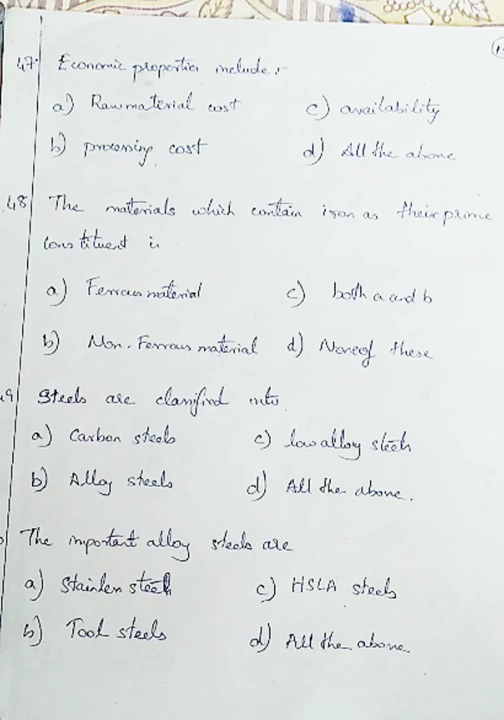 47. Economic properties include :-
a) Raw material cost c) availability
b) processing cost d) All the above
48 The materials which contain iron as their prime
constituent is
a) Ferrous material c) both a and b
b) Non-Ferrous material d) None of these
9 Steels are classified into
a) Carbon steels c) low alloy steels
b) Alloy steels d) All the above.
The important alloy steels are
a) Stainless steels c) HSLA steels
b) Tool steels d) All the above.